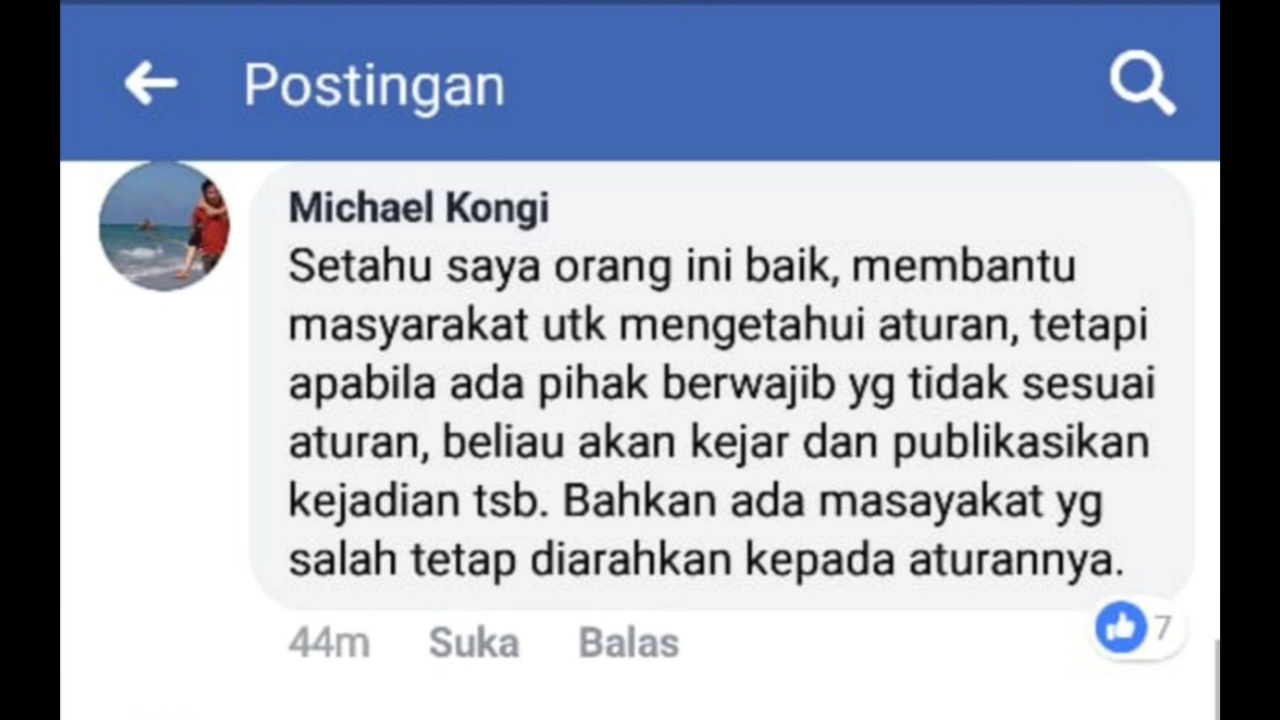 Postingan
Michael Kongi
Setahu saya orang ini baik, membantu
masyarakat utk mengetahui aturan, tetapi
apabila ada pihak berwajib yg tidak sesuai
aturan, beliau akan kejar dan publikasikan
kejadian tsb. Bahkan ada masayakat yg
salah tetap diarahkan kepada aturannya.
44m Suka Balas 7